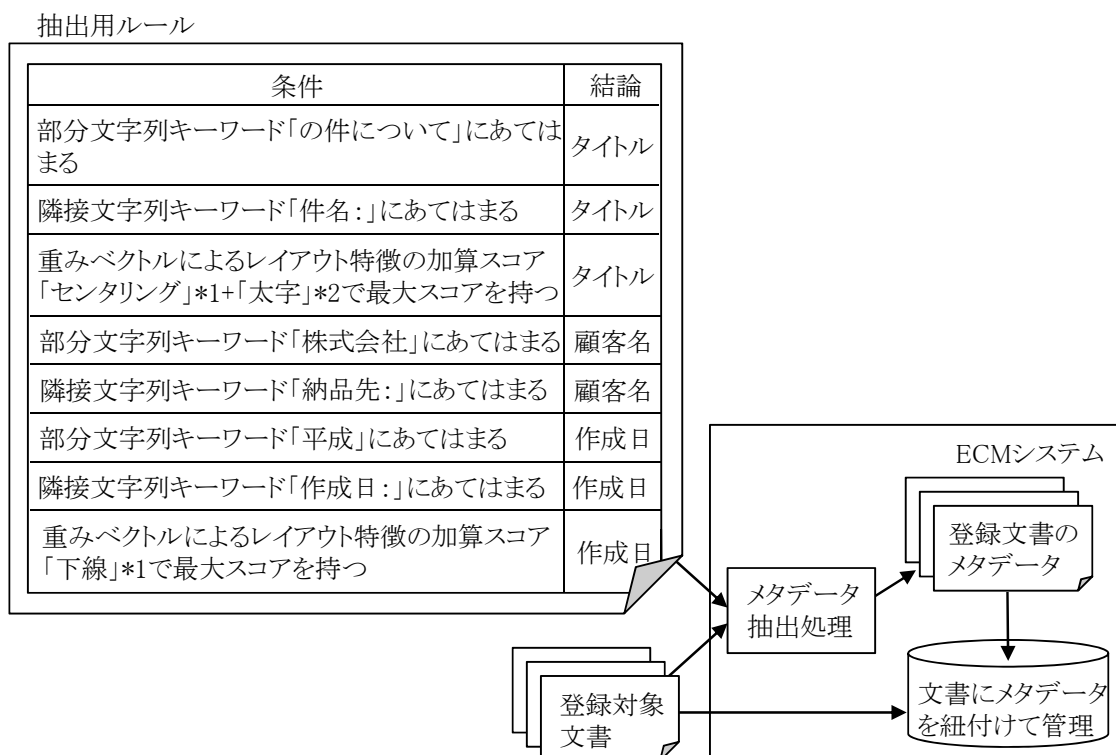 抽出用ルール
条件 結論
部分文字列キーワード「の件について」にあては
まる
タイトル
隣接文字列キーワード「件名:」にあてはまる タイトル
重みベクトルによるレイアウト特徴の加算スコア
「センタリング」*1+「太字」*2で最大スコアを持つ
タイトル
部分文字列キーワード「株式会社」にあてはまる 顧客名
隣接文字列キーワード「納品先:」にあてはまる 顧客名
部分文字列キーワード「平成」にあてはまる 作成日
隣接文字列キーワード「作成日:」にあてはまる 作成日
重みベクトルによるレイアウト特徴の加算スコア
「下線」*1で最大スコアを持つ
作成日
ECMシステム
登録文書の
メタデータ
メタデータ
抽出処理
登録対象
文書
文書にメタデータ
を紐付けて管理